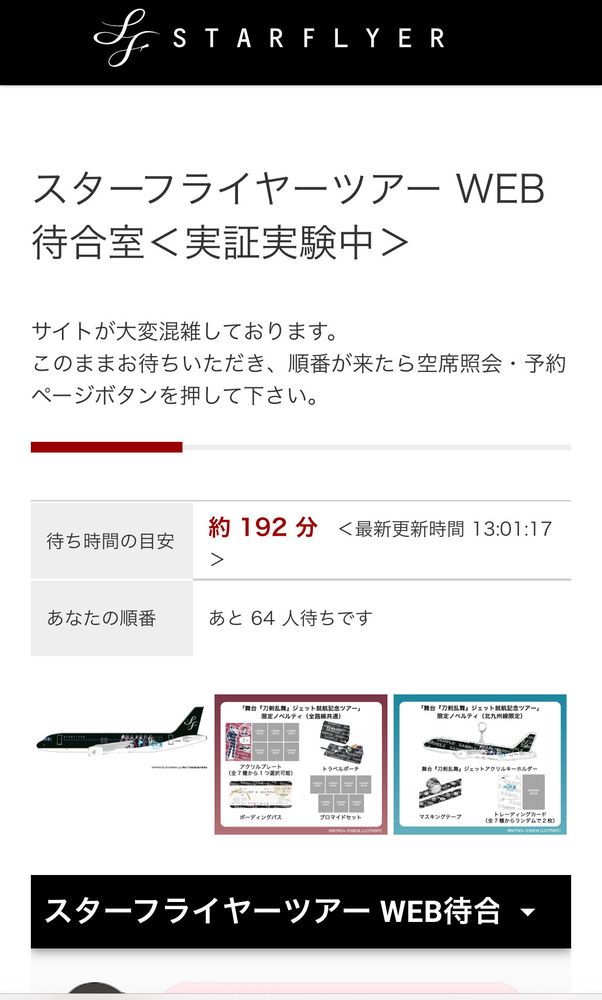 STARFLYER
スターフライヤーツアー WEB
待合室＜実証実験中＞
サイトが大変混雑しております。
このままお待ちいただき、順番が来たら空席照会・予約
ページボタンを押して下さい。
待ち時間の目安
約 192 分 ＜最新更新時間 13:01:17
＞
あなたの順番
あと 64 人待ちです
「舞台『刀剣乱舞』ジェット就航記念ツアー」
限定ノベルティ（全路線共通）
アクリルプレート
（全7種から1つ選択可能）
トラベルポーチ
ボーディングパス
ブロマイドセット
「舞台『刀剣乱舞』ジェット就航記念ツアー」
限定ノベルティ（北九州線限定）
舞台『刀剣乱舞』ジェットアクリルキーホルダー
マスキングテープ
トレーディングカード
（全7種からランダムで2枚）
スターフライヤーツアー WEB待合